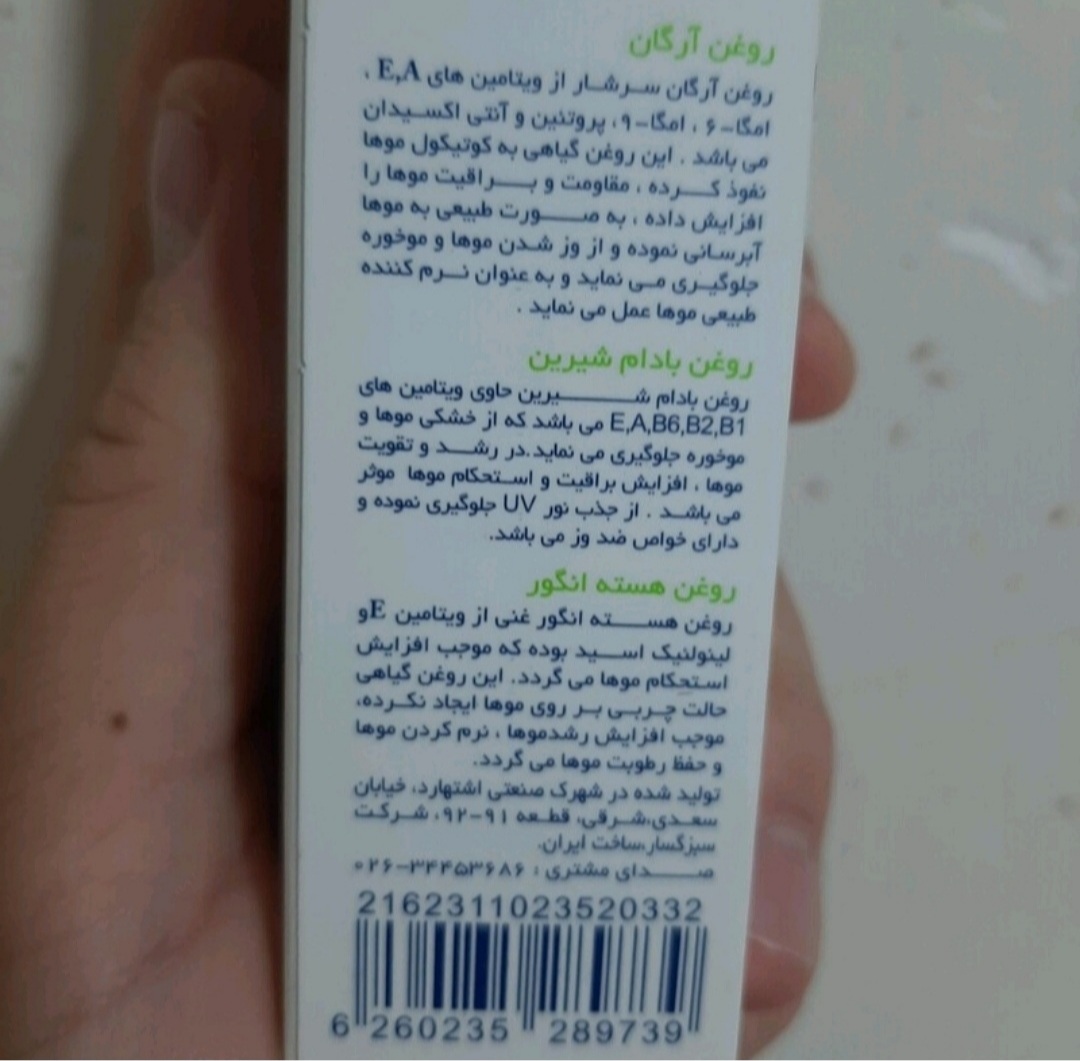 روغن آرگان
روغن آرگان سرشار از ویتامین های E,A ،
امگا-۶ ، امگا-۹، پروتئین و آنتی اکسیدان
می باشد . این روغن گیاهی به کوتیکول موها
نفوذ کرده ، مقاومت و براقیت موها را
افزایش داده ، به صورت طبیعی به موها
آبرسانی نموده و از وز شدن موها و موخوره
جلوگیری می نماید و به عنوان نرم کننده
طبیعی موها عمل می نماید .
روغن بادام شیرین
روغن بادام شیرین حاوی ویتامین های
E,A,B6,B2,B1 می باشد که از خشکی موها و
موخوره جلوگیری می نماید.در رشد و تقویت
موها ، افزایش براقیت و استحکام موها موثر
می باشد . از جذب نور UV جلوگیری نموده و
دارای خواص ضد وز می باشد.
روغن هسته انگور
روغن هسته انگور غنی از ویتامین E و
لینولنیک اسید بوده که موجب افزایش
استحکام موها می گردد. این روغن گیاهی
حالت چربی بر روی موها ایجاد نکرده،
موجب افزایش رشدموها ، نرم کردن موها
و حفظ رطوبت موها می گردد.
تولید شده در شهرک صنعتی اشتهارد، خیابان
سعدی،شرقی، قطعه ۹۱-۹۲، شرکت
سبزگسار.ساخت ایران.
صدای مشتری : ۳۴۴۵۳۶۸۶-۰۲۶
2162311023520332
6 260235 289739